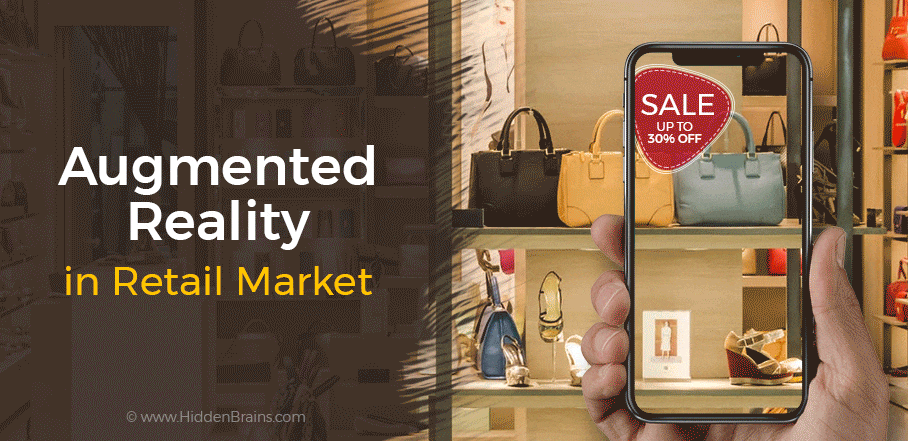 Augmented
Reality
in Retail Market
© www.HiddenBrains.com
SALE
UP TO
30% OFF